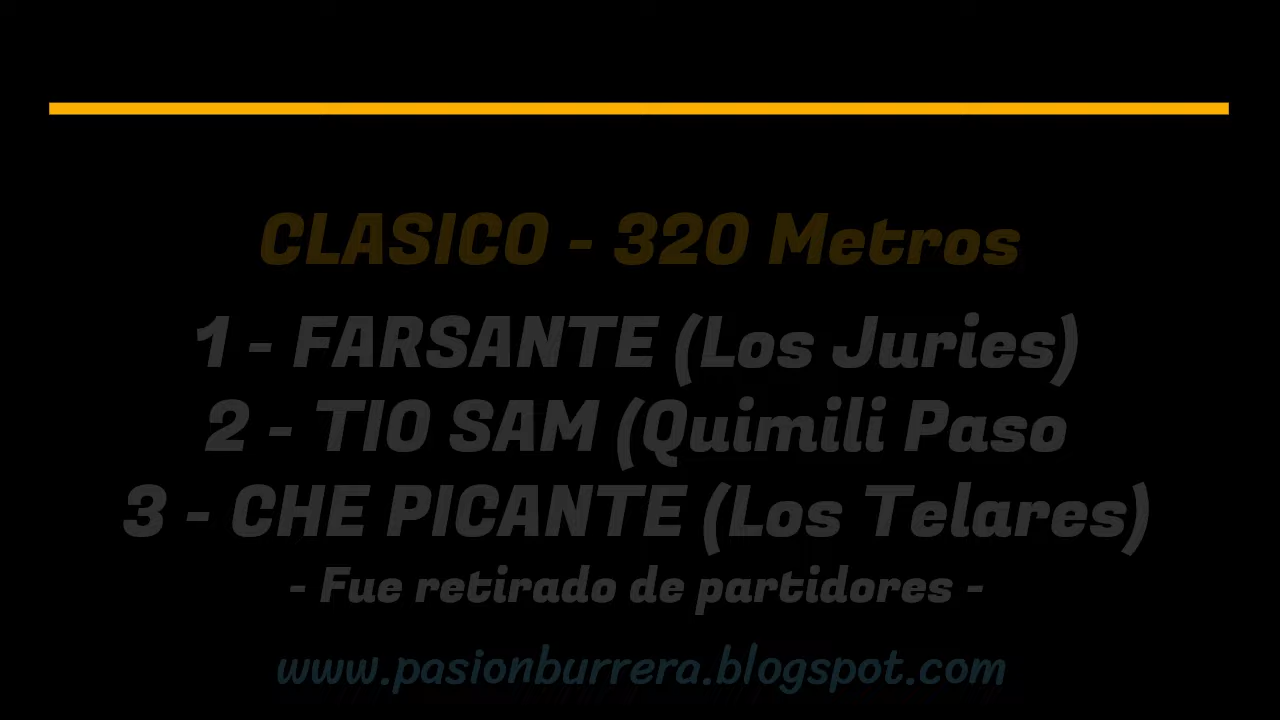 CLASICO - 320 Metros
1 - FARSANTE (Los Juries)
2 - TIO SAM (Quimili Paso
3 - CHE PICANTE (Los Telares)
- Fue retirado de partidores -
www.pasionburrera.blogspot.com